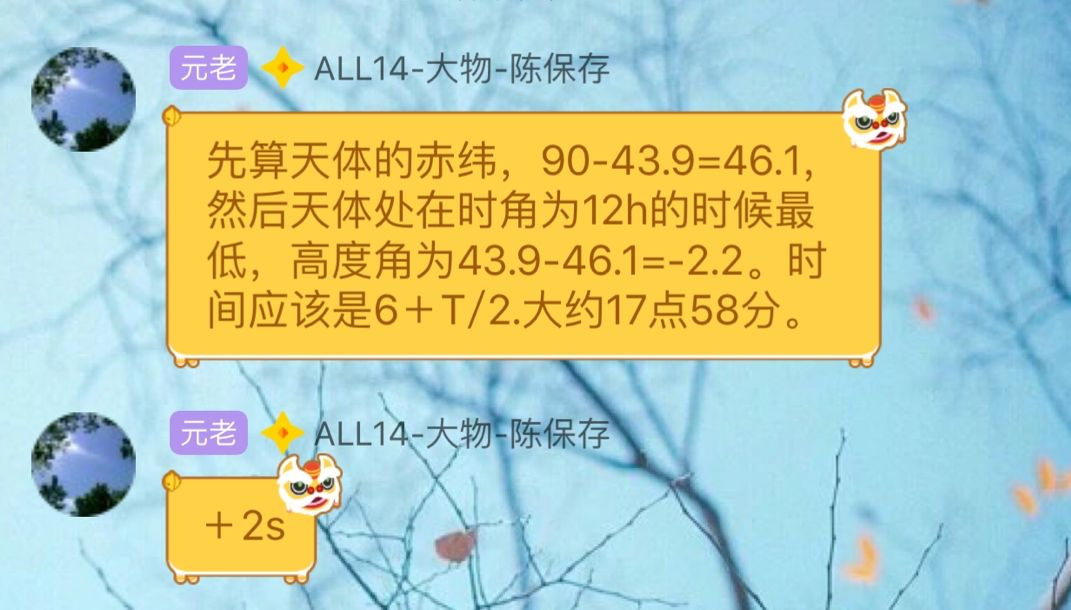 元老 ALL14-大物-陈保存
先算天体的赤纬，90-43.9=46.1,
然后天体处在时角为12h的时候最
低，高度角为43.9-46.1=-2.2。时
间应该是6＋T/2.大约17点58分。
元老 ALL14-大物-陈保存
＋2s